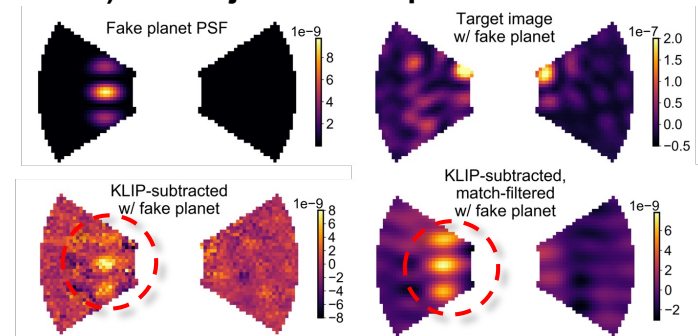 Fake planet PSF
1e−9
8
6
4
2
Target image
w/ fake planet
1e−7
2.0
1.5
1.0
0.5
0.0
−0.5
KLIP-subtracted
w/ fake planet
1e−9
8
6
4
2
0
−2
−4
−6
−8
KLIP-subtracted,
match-filtered
w/ fake planet
1e−9
6
4
2
0
−2